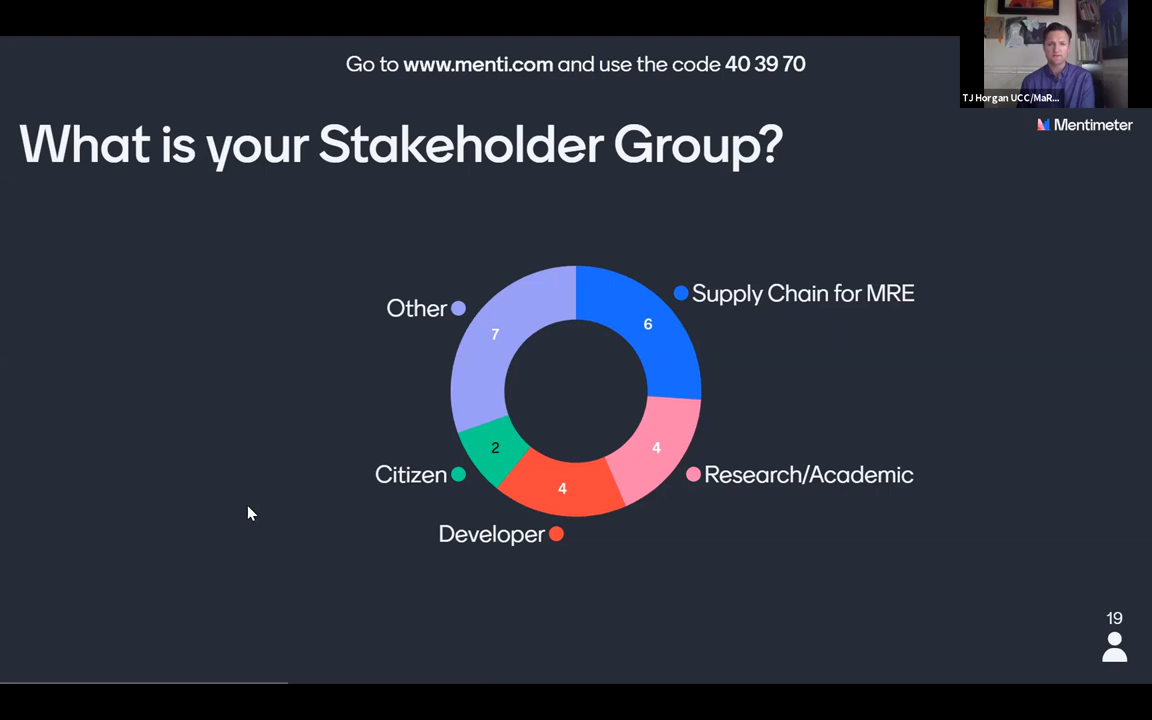 Go to www.menti.com and use the code 40 39 70
TJ Horgan UCC/MaR...
Mentimeter
What is your Stakeholder Group?
Other
7
6
Supply Chain for MRE
Citizen
2
4
Research/Academic
4
Developer
19